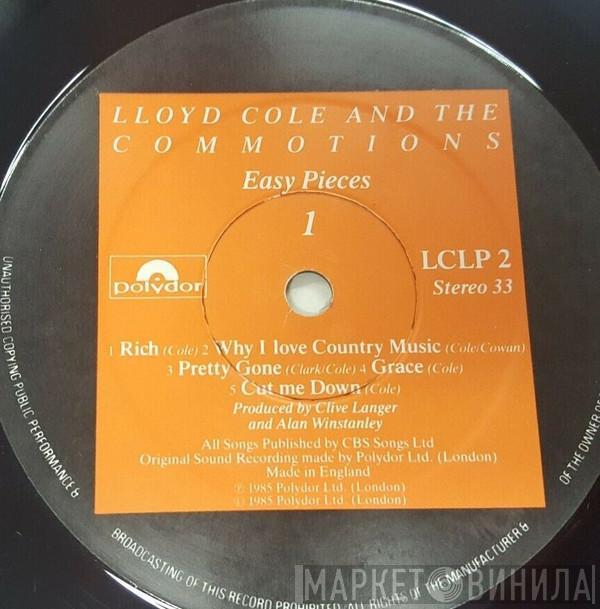 LLOYD COLE AND THE
COMMOTIONS
Easy Pieces
1
polydor
LCLP 2
Stereo 33
1 Rich (Cole) 2 Why I love Country Music (Cole/Cowan)
3 Pretty Gone (Clark/Cole) 4 Grace (Cole)
5 Cut me Down (Cole)
Produced by Clive Langer
and Alan Winstanley
All Songs Published by CBS Songs Ltd
Original Sound Recording made by Polydor Ltd. (London)
Made in England
℗ 1985 Polydor Ltd. (London)
© 1985 Polydor Ltd. (London)
UNAUTHORISED COPYING PUBLIC PERFORMANCE &
BROADCASTING OF THIS RECORD PROHIBITED/ALL RIGHTS OF THE MANUFACTURER &
OF THE OWNER OF
МАРКЕТ ВИНИЛА